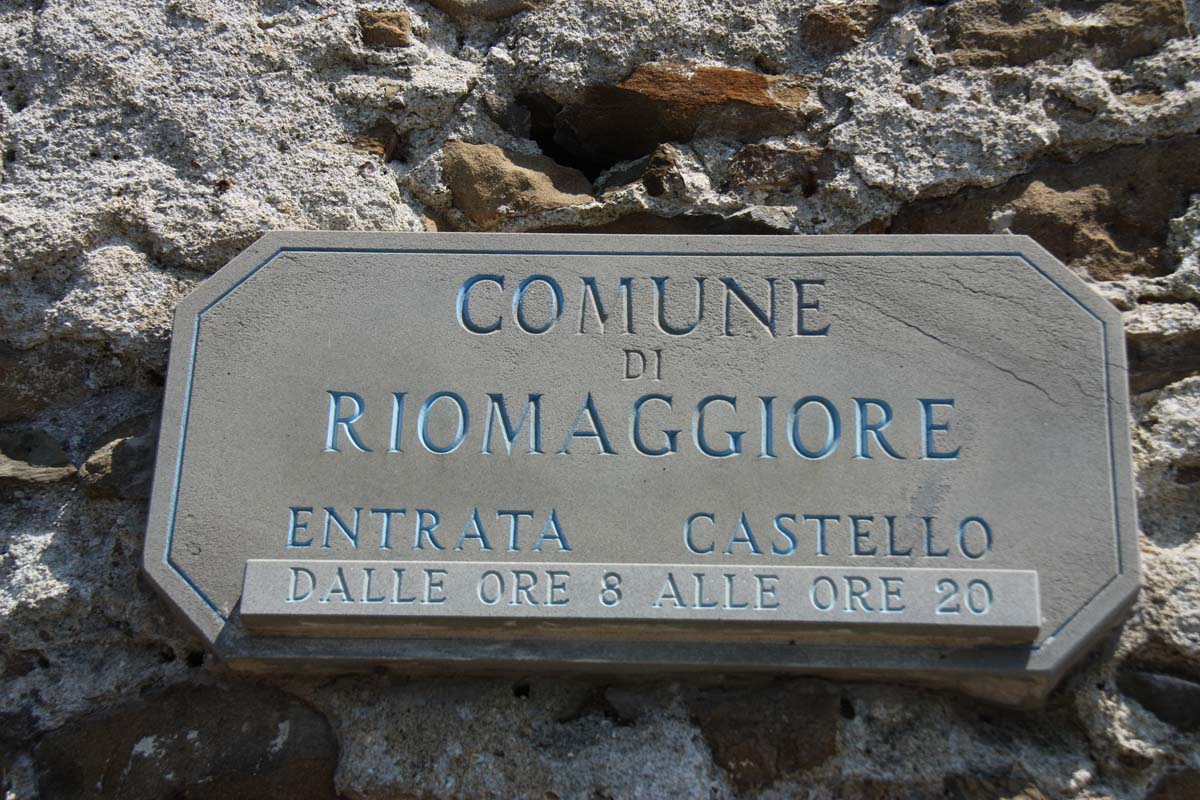 COMUNE
DI
RIOMAGGIORE
ENTRATA CASTELLO
DALLE ORE 8 ALLE ORE 20